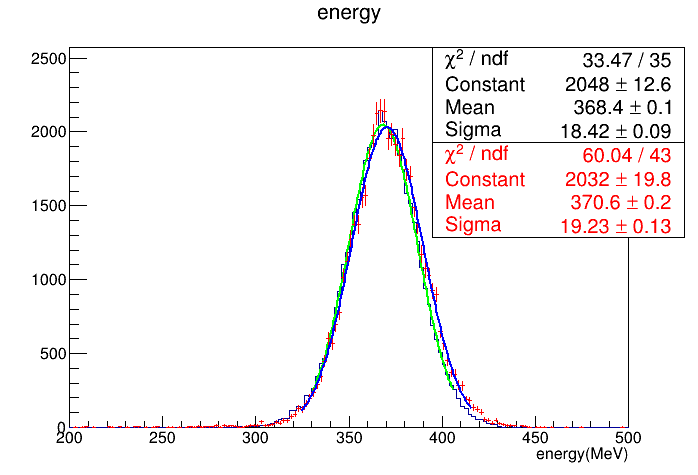 energy
χ² / ndf 33.47 / 35
Constant 2048 ± 12.6
Mean 368.4 ± 0.1
Sigma 18.42 ± 0.09
χ² / ndf 60.04 / 43
Constant 2032 ± 19.8
Mean 370.6 ± 0.2
Sigma 19.23 ± 0.13
2500
2000
1500
1000
500
0
200 250 300 350 400 450 500
energy(MeV)